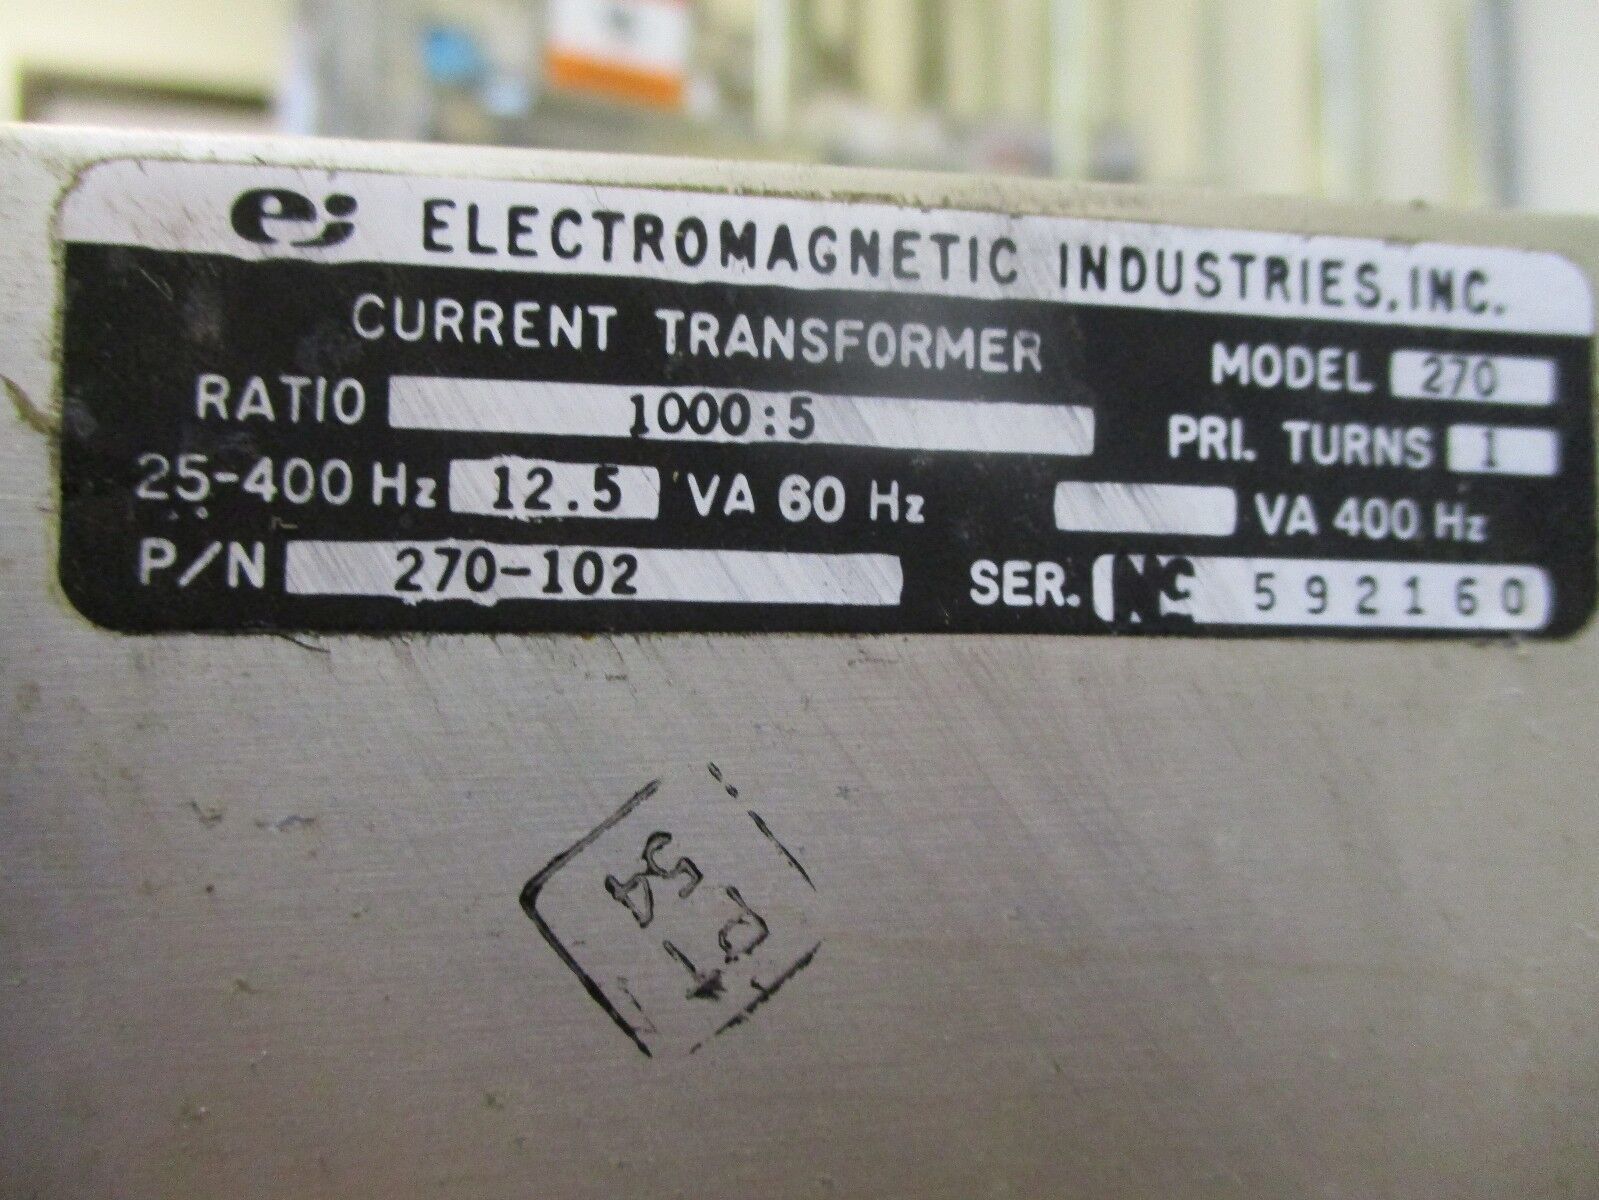 ei ELECTROMAGNETIC INDUSTRIES, INC.
CURRENT TRANSFORMER MODEL 270
RATIO 1000:5 PRI. TURNS 1
25-400 Hz 12.5 VA 60 Hz VA 400 Hz
P/N 270-102 SER. 592160